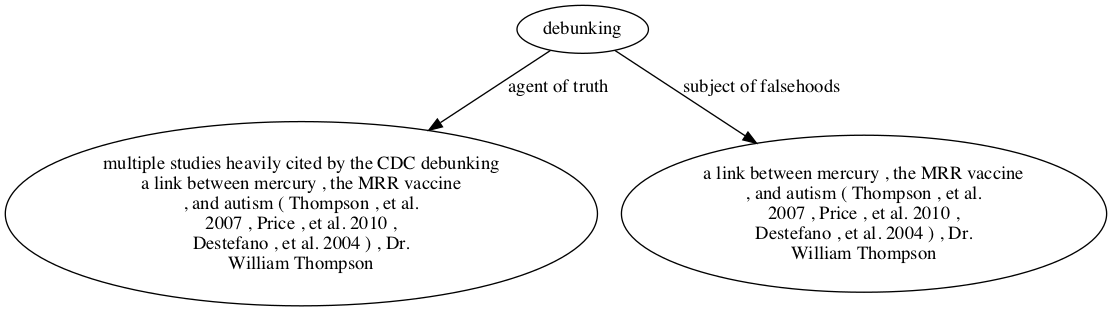 debunking
agent of truth
subject of falsehoods
multiple studies heavily cited by the CDC debunking
a link between mercury , the MRR vaccine
, and autism ( Thompson , et al.
2007 , Price , et al. 2010 ,
Destefano , et al. 2004 ) , Dr.
William Thompson
a link between mercury , the MRR vaccine
, and autism ( Thompson , et al.
2007 , Price , et al. 2010 ,
Destefano , et al. 2004 ) , Dr.
William Thompson